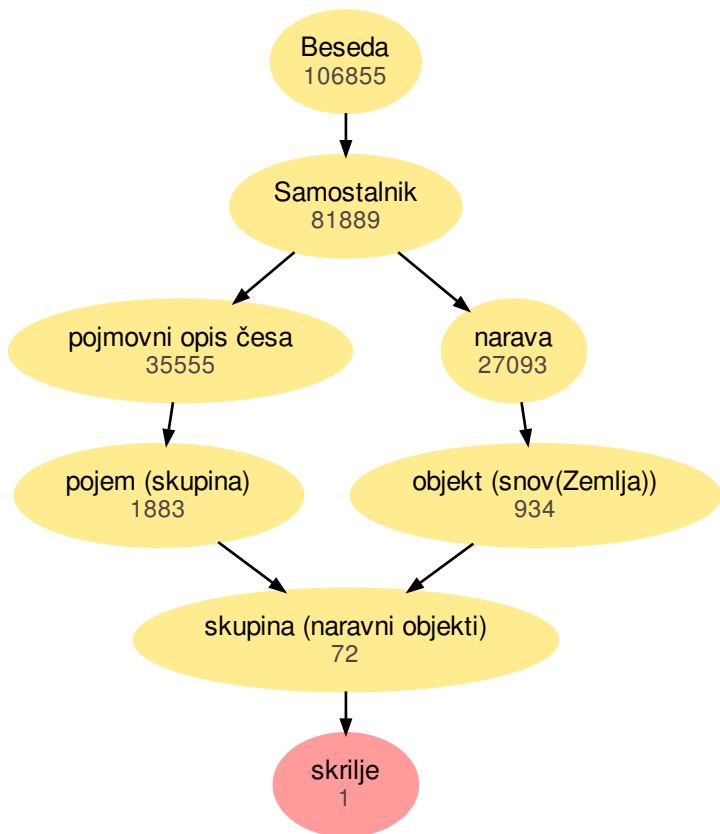 Beseda
106855
Samostalnik
81889
pojmovni opis česa
35555
narava
27093
pojem (skupina)
1883
objekt (snov(Zemlja))
934
skupina (naravni objekti)
72
skrilje
1